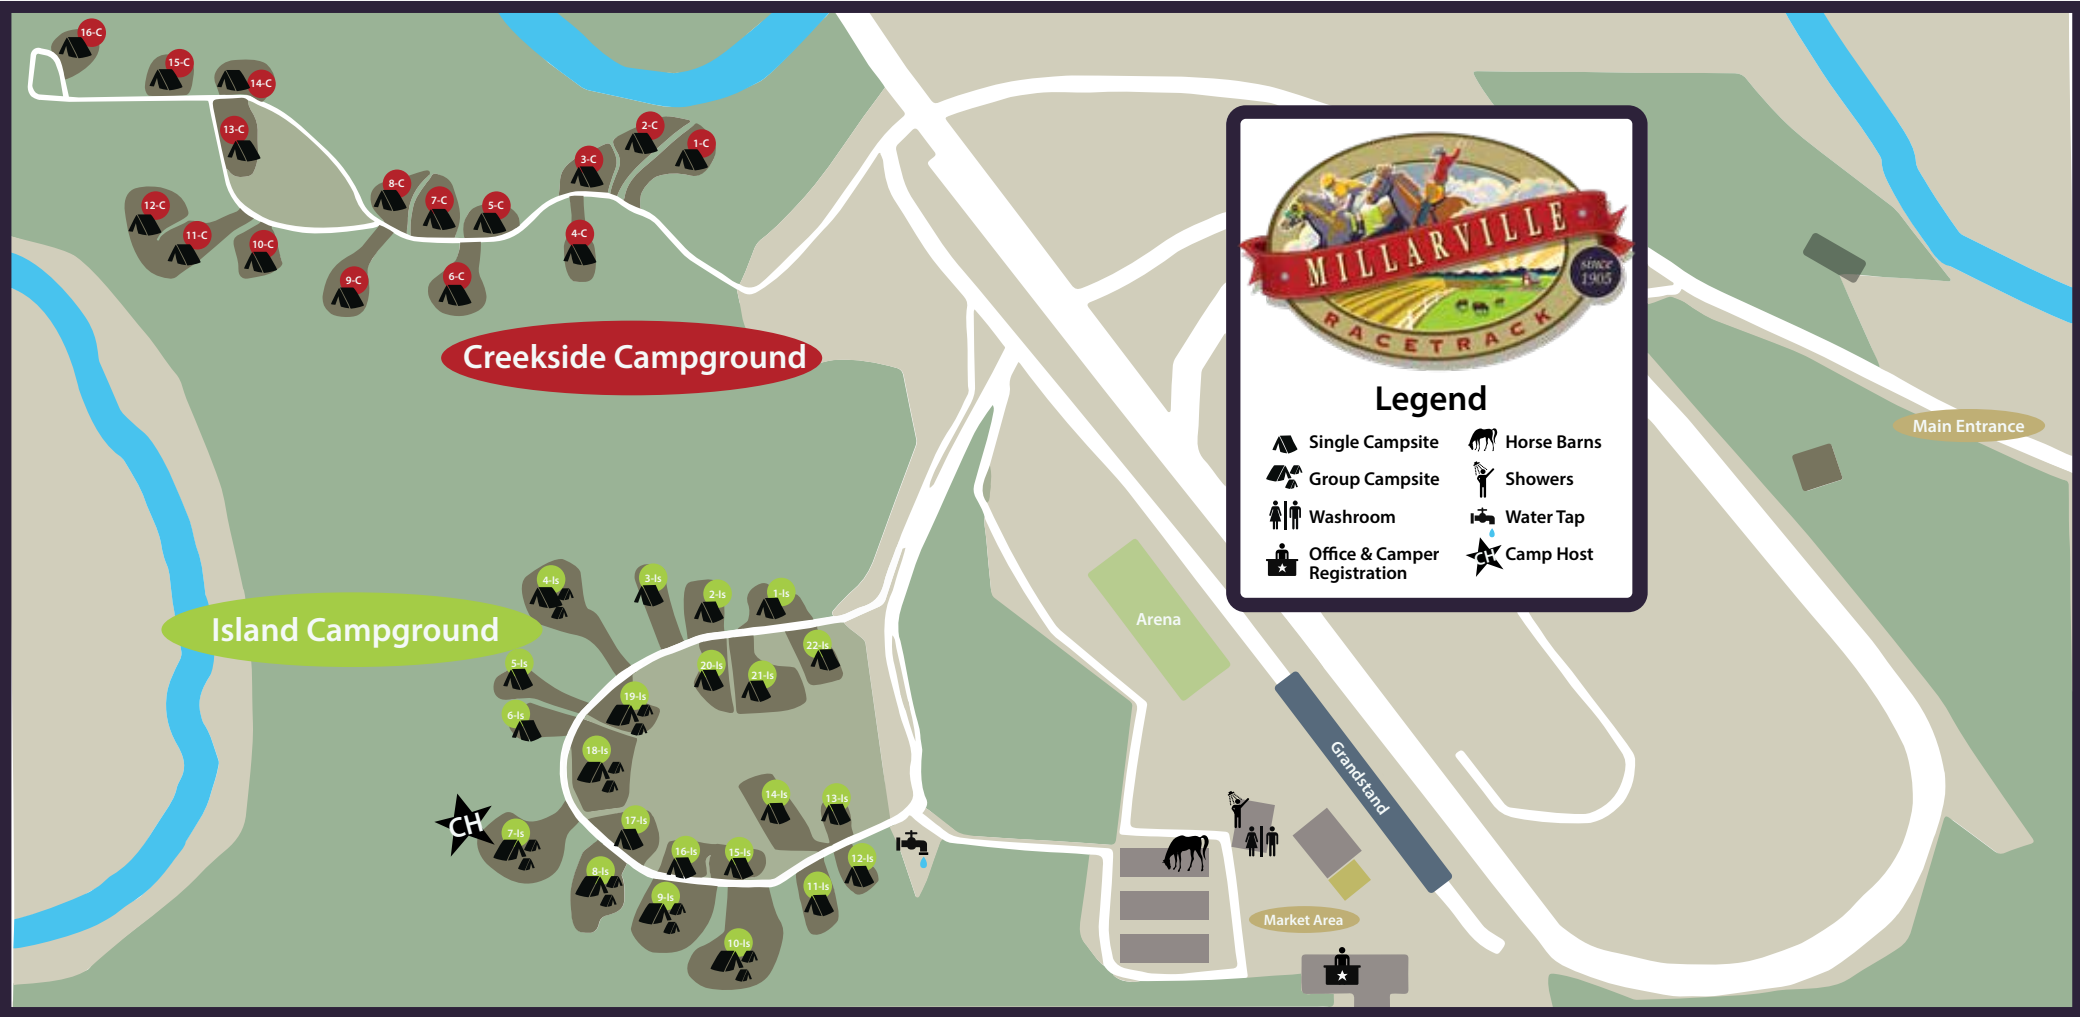 16-C
15-C
14-C
13-C
2-C
1-C
3-C
8-C
7-C
5-C
12-C
11-C
10-C
4-C
9-C
6-C
Creekside Campground
MILLARVILLE
since
1905
RACETRACK
Legend
Single Campsite
Group Campsite
Washroom
Office & Camper
Registration
Horse Barns
Showers
Water Tap
CH
Camp Host
Main Entrance
Island Campground
4-Is
3-Is
2-Is
1-Is
22-Is
5-Is
20-Is
21-Is
19-Is
6-Is
18-Is
14-Is
13-Is
17-Is
CH
7-Is
16-Is
15-Is
12-Is
8-Is
9-Is
11-Is
10-Is
Arena
Grandstand
Market Area